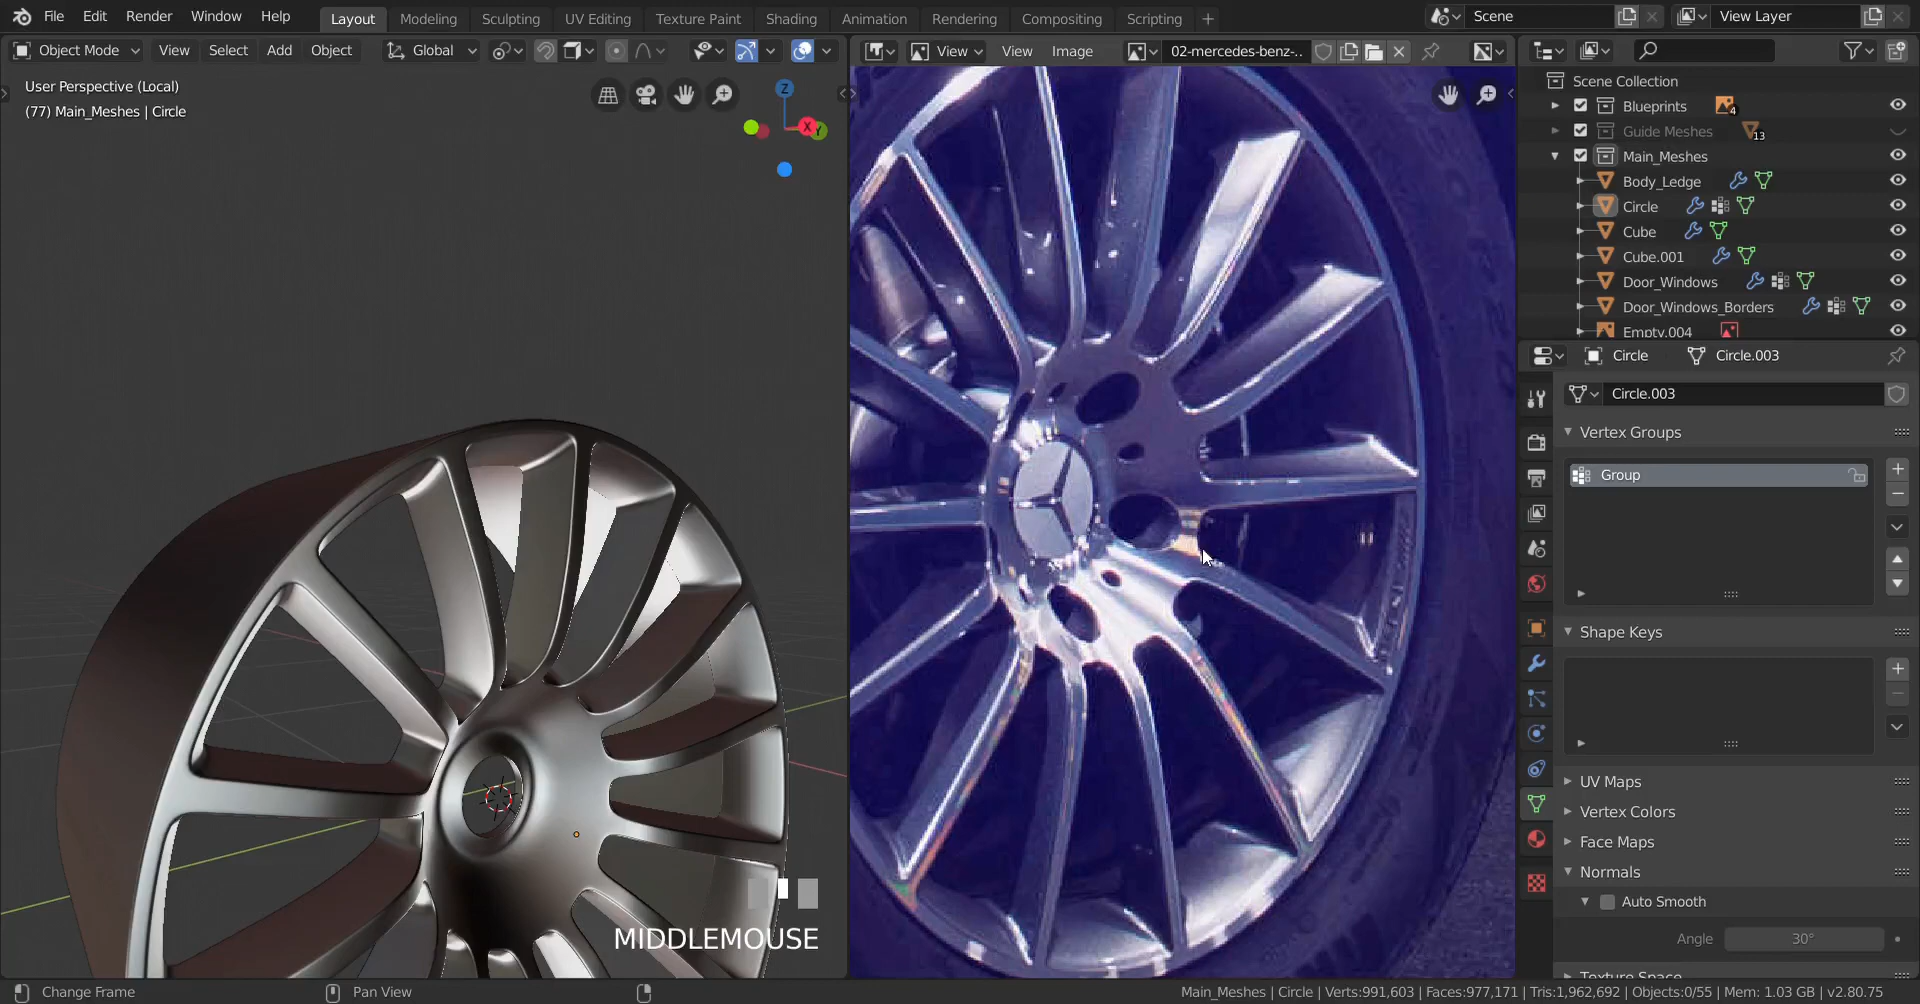 File Edit Render Window Help Layout Modeling Sculpting UV Editing Texture Paint Shading Animation Rendering Compositing Scripting + Scene View Layer
Object Mode View Select Add Object Global View View Image 02-mercedes-benz-..
User Perspective (Local)
(77) Main_Meshes | Circle
Z
X Y
Scene Collection
Blueprints 4
Guide Meshes 13
Main_Meshes
Body_Ledge
Circle
Cube
Cube.001
Door_Windows
Door_Windows_Borders
Empty.004
Circle Circle.003
Circle.003
Vertex Groups
Group
Shape Keys
UV Maps
Vertex Colors
Face Maps
Normals
Auto Smooth
Angle 30°
Texture Space
MIDDLEMOUSE
Change Frame Pan View Main_Meshes | Circle | Verts:991,603 | Faces:977,171 | Tris:1,962,692 | Objects:0/55 | Mem: 1.03 GB | v2.80.75